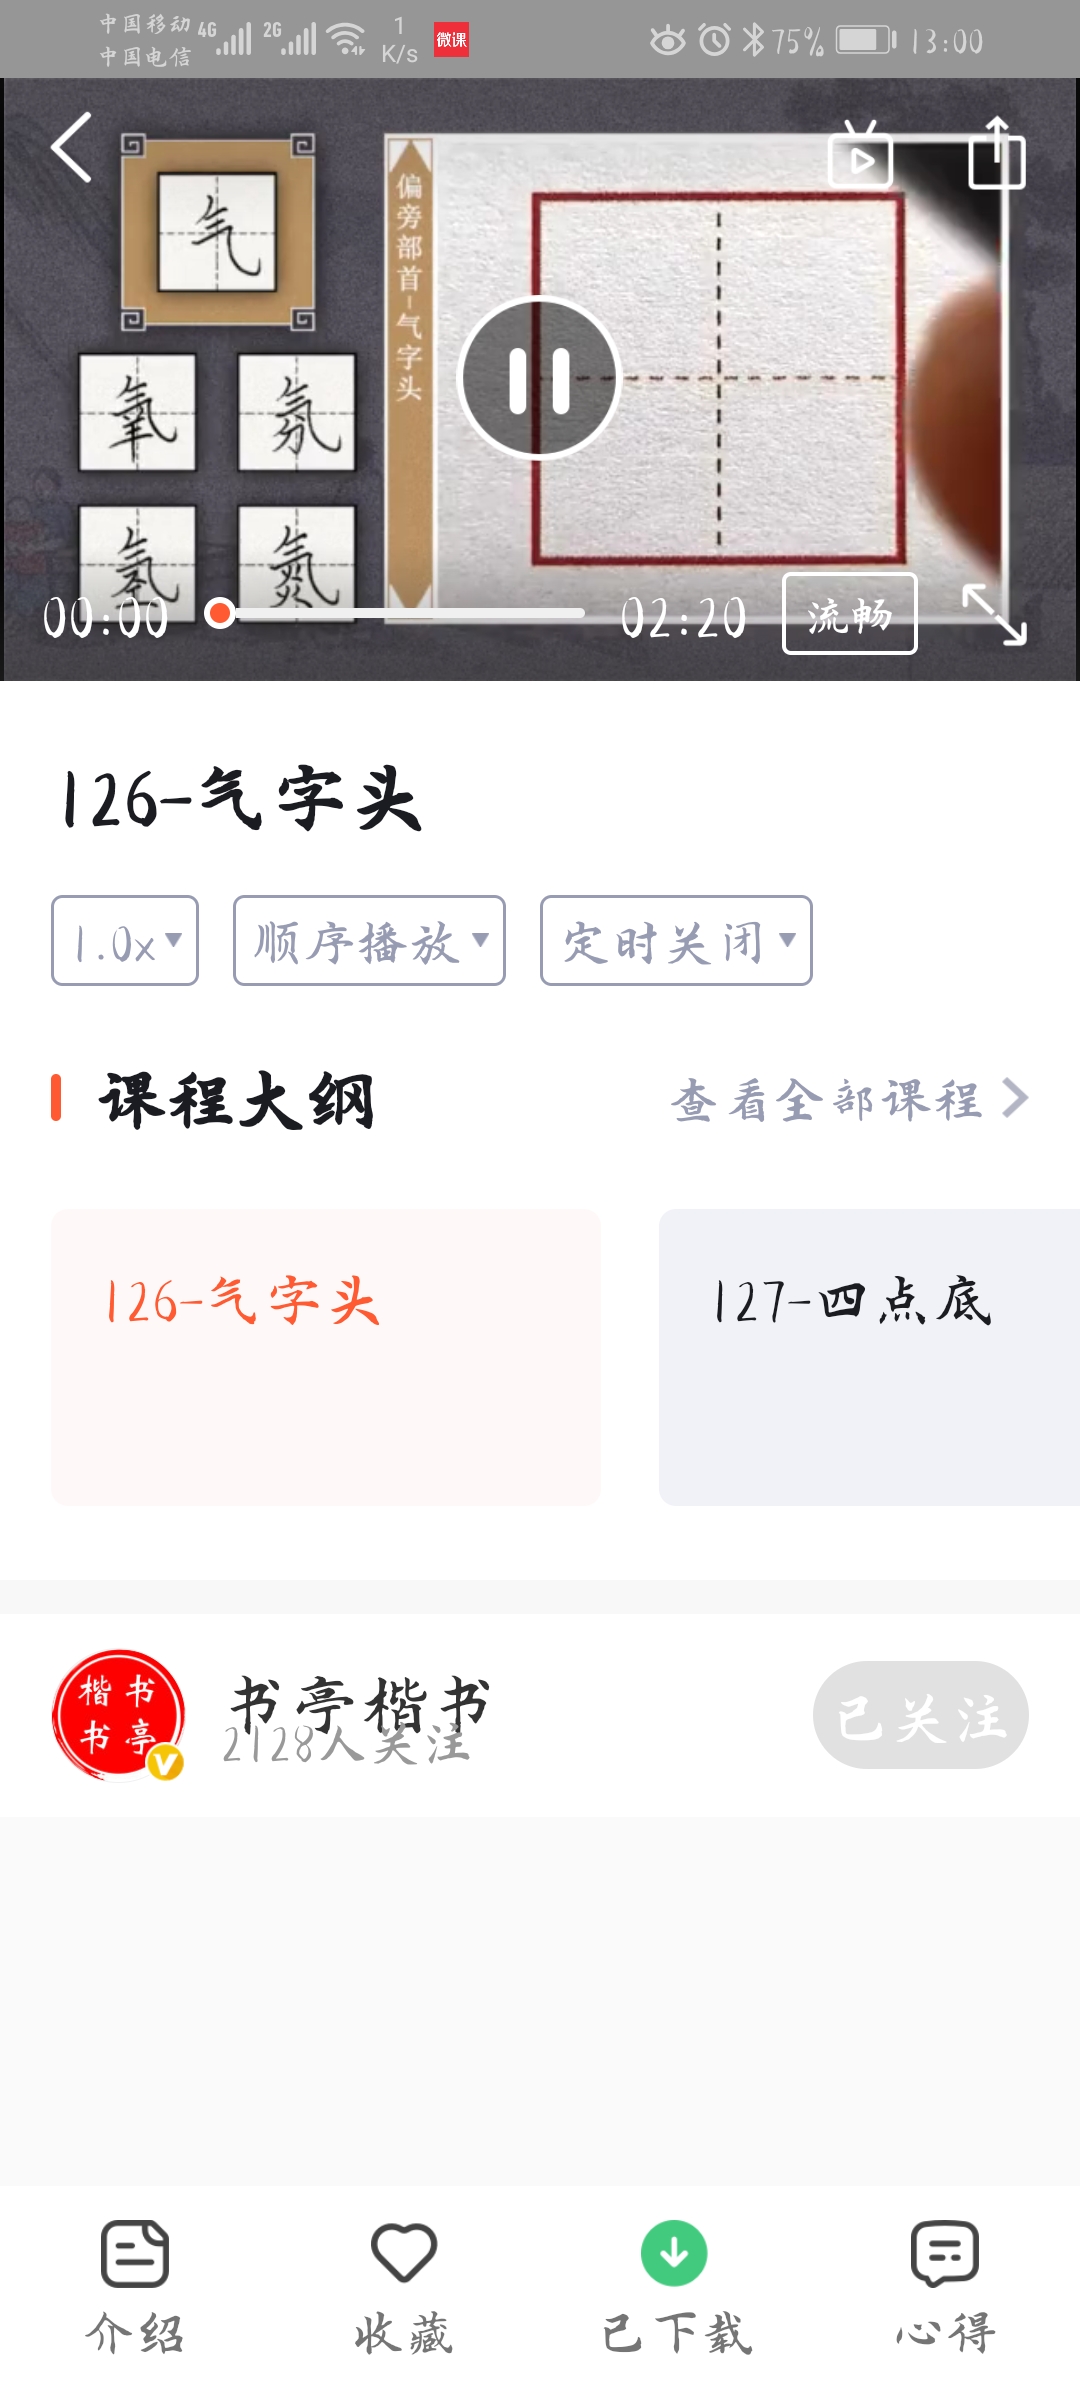 中国移动 4G 2G 1 K/s 微课 75% 13:00
中国电信
气
偏旁部首-气字头
氧 氛
氢 氮
00:00 02:20 流畅
126-气字头
1.0x 顺序播放 定时关闭
课程大纲 查看全部课程
126-气字头 127-四点底
楷书书亭
书亭楷书 已关注
2128人关注
介绍 收藏 已下载 心得